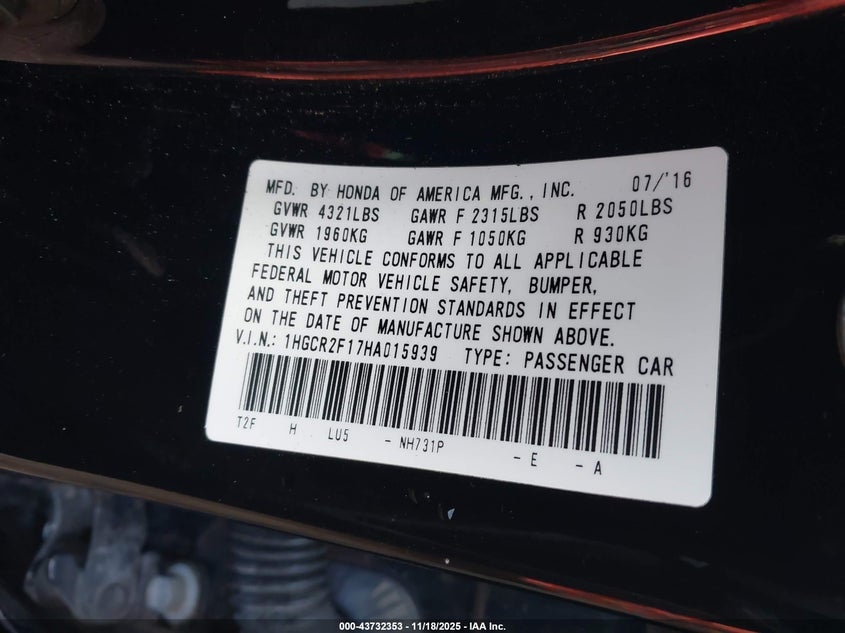 MFD. BY HONDA OF AMERICA MFG., INC. 07/'16
GVWR 4321LBS GAWR F 2315LBS R 2050LBS
GVWR 1960KG GAWR F 1050KG R 930KG
THIS VEHICLE CONFORMS TO ALL APPLICABLE
FEDERAL MOTOR VEHICLE SAFETY, BUMPER,
AND THEFT PREVENTION STANDARDS IN EFFECT
ON THE DATE OF MANUFACTURE SHOWN ABOVE.
V.I.N.: 1HGCR2F17HA015939 TYPE: PASSENGER CAR
T2F H LU5 - NH731P - E - A
000-43732353 | 11/18/2025 - IAA Inc.